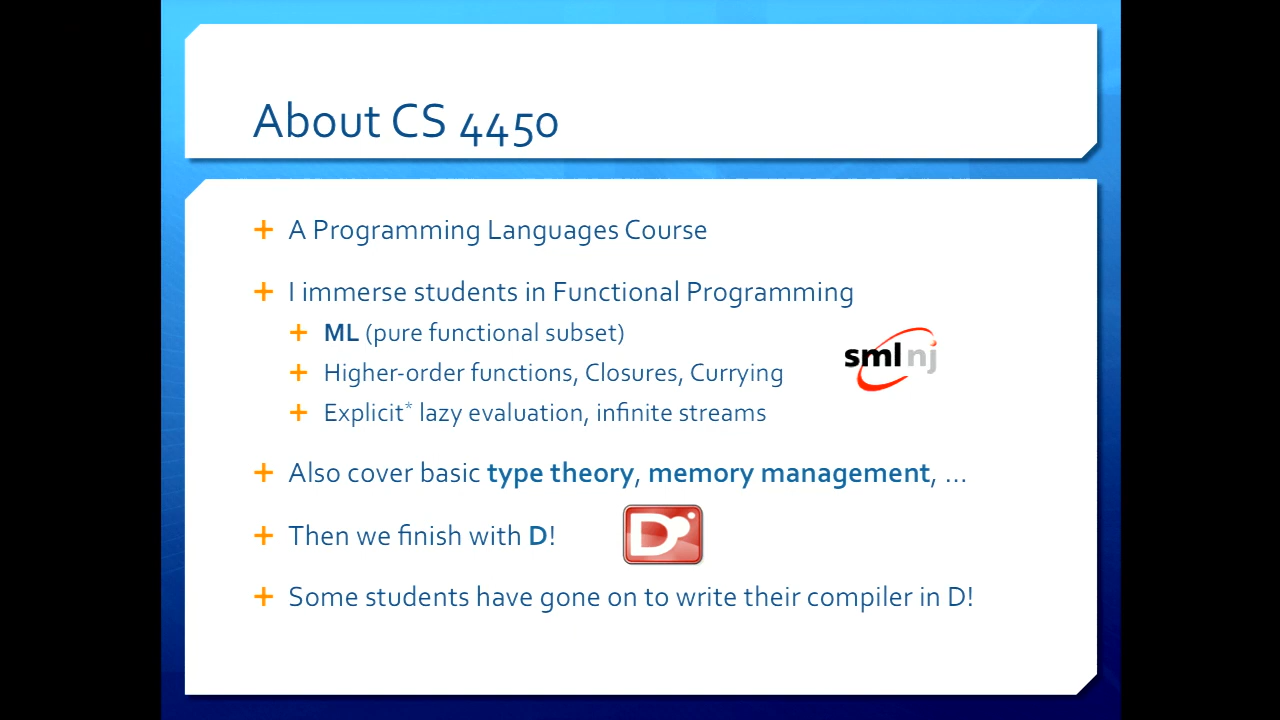 About CS 4450
+ A Programming Languages Course
+ I immerse students in Functional Programming
+ ML (pure functional subset)
+ Higher-order functions, Closures, Currying
smlnj
+ Explicit* lazy evaluation, infinite streams
+ Also cover basic type theory, memory management, ...
+ Then we finish with D!
D
+ Some students have gone on to write their compiler in D!